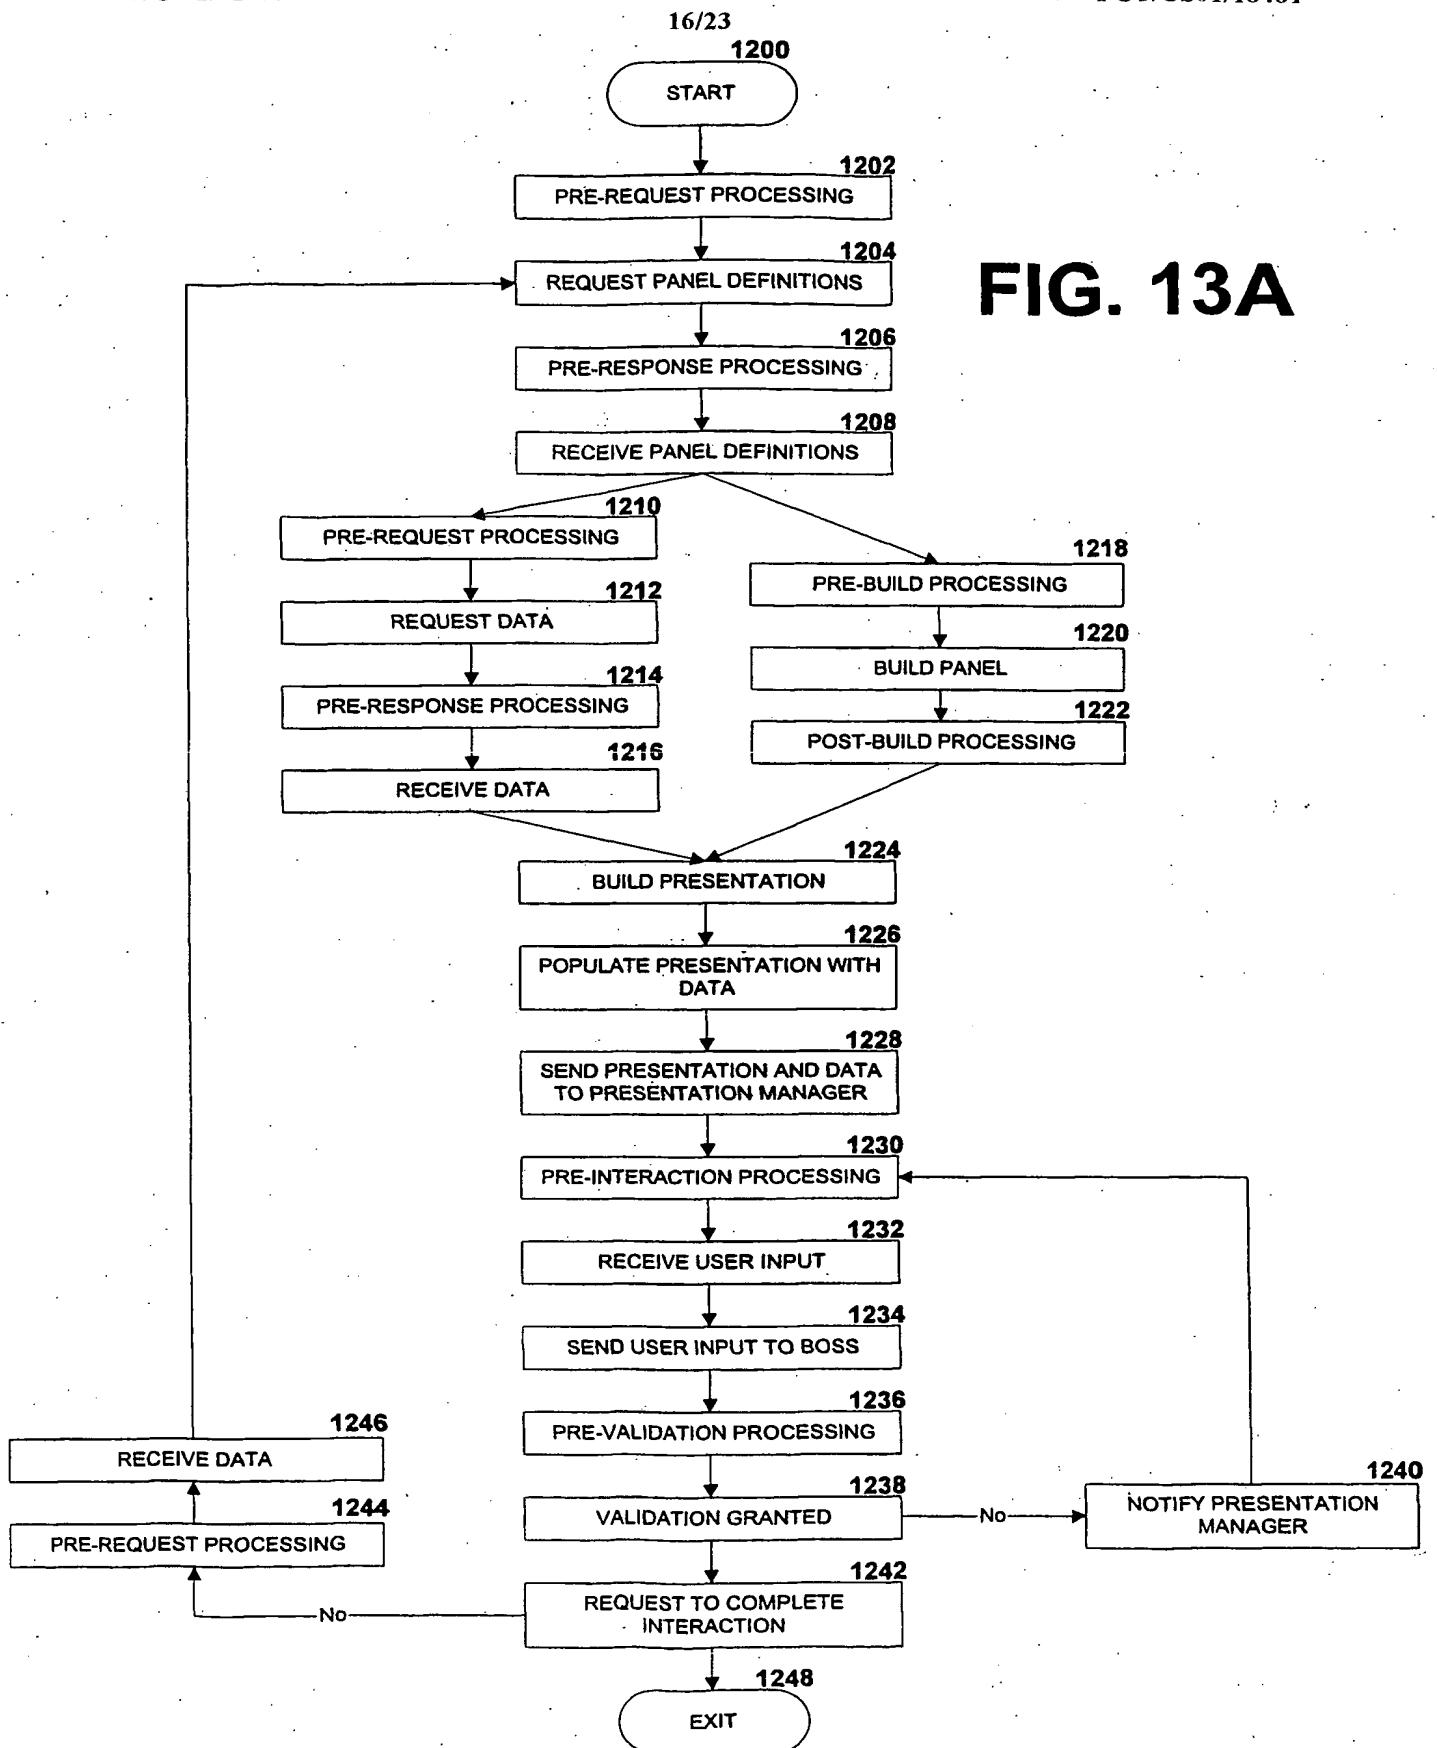 16/23
1200
START
1202
PRE-REQUEST PROCESSING
1204
REQUEST PANEL DEFINITIONS
FIG. 13A
1206
PRE-RESPONSE PROCESSING
1208
RECEIVE PANEL DEFINITIONS
1210
PRE-REQUEST PROCESSING
1218
PRE-BUILD PROCESSING
1212
REQUEST DATA
1220
BUILD PANEL
1214
PRE-RESPONSE PROCESSING
1222
POST-BUILD PROCESSING
1216
RECEIVE DATA
1224
BUILD PRESENTATION
1226
POPULATE PRESENTATION WITH
DATA
1228
SEND PRESENTATION AND DATA
TO PRESENTATION MANAGER
1230
PRE-INTERACTION PROCESSING
1232
RECEIVE USER INPUT
1234
SEND USER INPUT TO BOSS
1236
PRE-VALIDATION PROCESSING
1246
RECEIVE DATA
1238
VALIDATION GRANTED
No
1240
NOTIFY PRESENTATION
MANAGER
1244
PRE-REQUEST PROCESSING
1242
REQUEST TO COMPLETE
INTERACTION
No
1248
EXIT